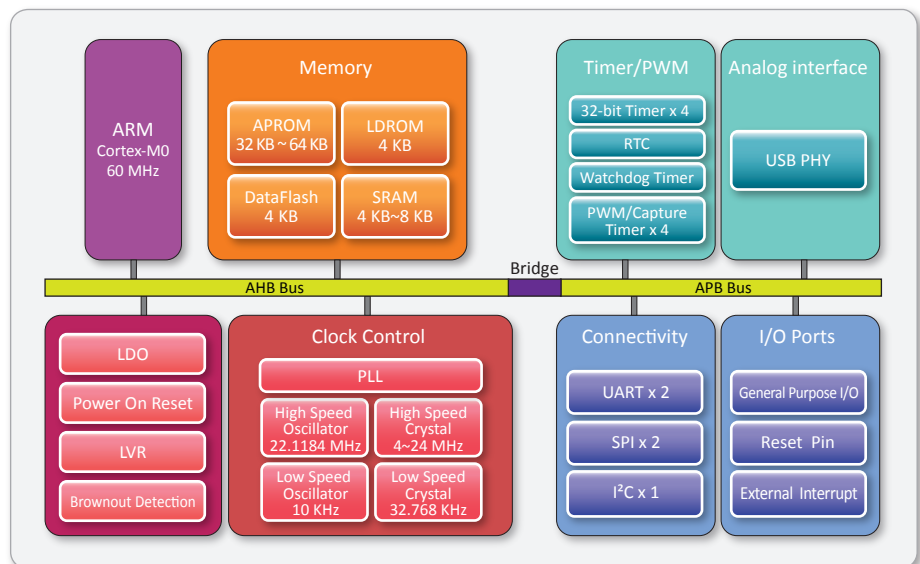 ARM
Cortex-M0
60 MHz
Memory
APROM
32 KB ~ 64 KB
LDROM
4 KB
DataFlash
4 KB
SRAM
4 KB~8 KB
Timer/PWM
32-bit Timer x 4
RTC
Watchdog Timer
PWM/Capture
Timer x 4
Analog interface
USB PHY
AHB Bus
Bridge
APB Bus
LDO
Power On Reset
LVR
Brownout Detection
Clock Control
PLL
High Speed
Oscillator
22.1184 MHz
High Speed
Crystal
4~24 MHz
Low Speed
Oscillator
10 KHz
Low Speed
Crystal
32.768 KHz
Connectivity
UART x 2
SPI x 2
I²C x 1
I/O Ports
General Purpose I/O
Reset Pin
External Interrupt